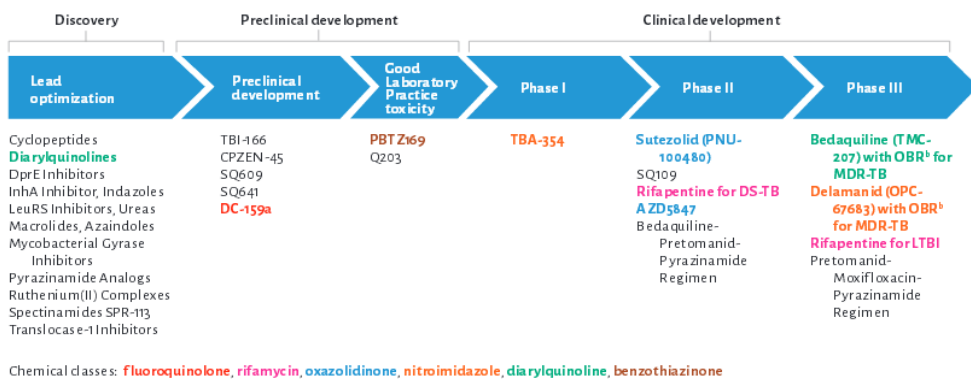 Discovery
Preclinical development
Clinical development
Lead
optimization
Preclinical
development
Good
Laboratory
Practice
toxicity
Phase I
Phase II
Phase III
Cyclopeptides
Diarylquinolines
DprE Inhibitors
InhA Inhibitor, Indazoles
LeuRS Inhibitors, Ureas
Macrolides, Azaindoles
Mycobacterial Gyrase
Inhibitors
Pyrazinamide Analogs
Ruthenium(II) Complexes
Spectinamides SPR-113
Translocase-1 Inhibitors
TBI-166
CPZEN-45
SQ609
SQ641
DC-159a
PBTZ169
Q203
TBA-354
Sutezolid (PNU-
100480)
SQ109
Rifapentine for DS-TB
AZD5847
Bedaquiline-
Pretomanid-
Pyrazinamide
Regimen
Bedaquiline (TMC-
207) with OBRᵇ for
MDR-TB
Delamanid (OPC-
67683) with OBRᵇ
for MDR-TB
Rifapentine for LTBI
Pretomanid-
Moxifloxacin-
Pyrazinamide
Regimen
Chemical classes: fluoroquinolone, rifamycin, oxazolidinone, nitroimidazole, diarylquinoline, benzothiazinone